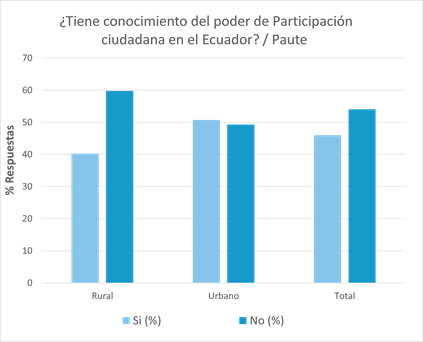 ¿Tiene conocimiento del poder de Participación
ciudadana en el Ecuador? / Paute
% Respuestas
70
60
50
40
30
20
10
0
Rural Urbano Total
Si (%) No (%)